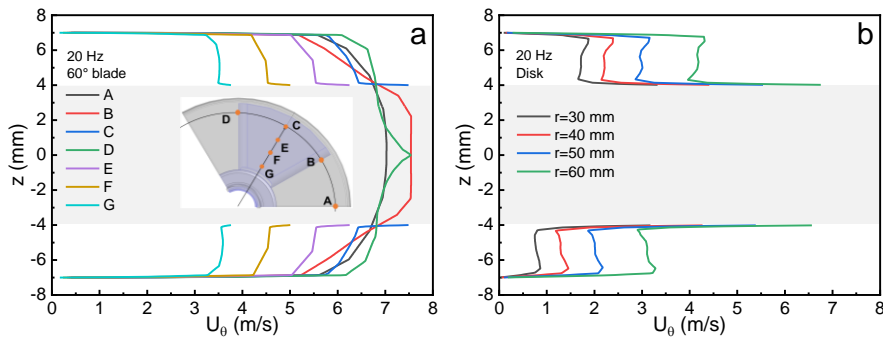 a
20 Hz
60° blade
A
B
C
D
E
F
G
D
C
E
F
B
G
A
8
6
4
2
0
-2
-4
-6
-8
z (mm)
0 1 2 3 4 5 6 7 8
Uθ (m/s)
b
20 Hz
Disk
r=30 mm
r=40 mm
r=50 mm
r=60 mm
8
6
4
2
0
-2
-4
-6
-8
z (mm)
0 1 2 3 4 5 6 7 8
Uθ (m/s)